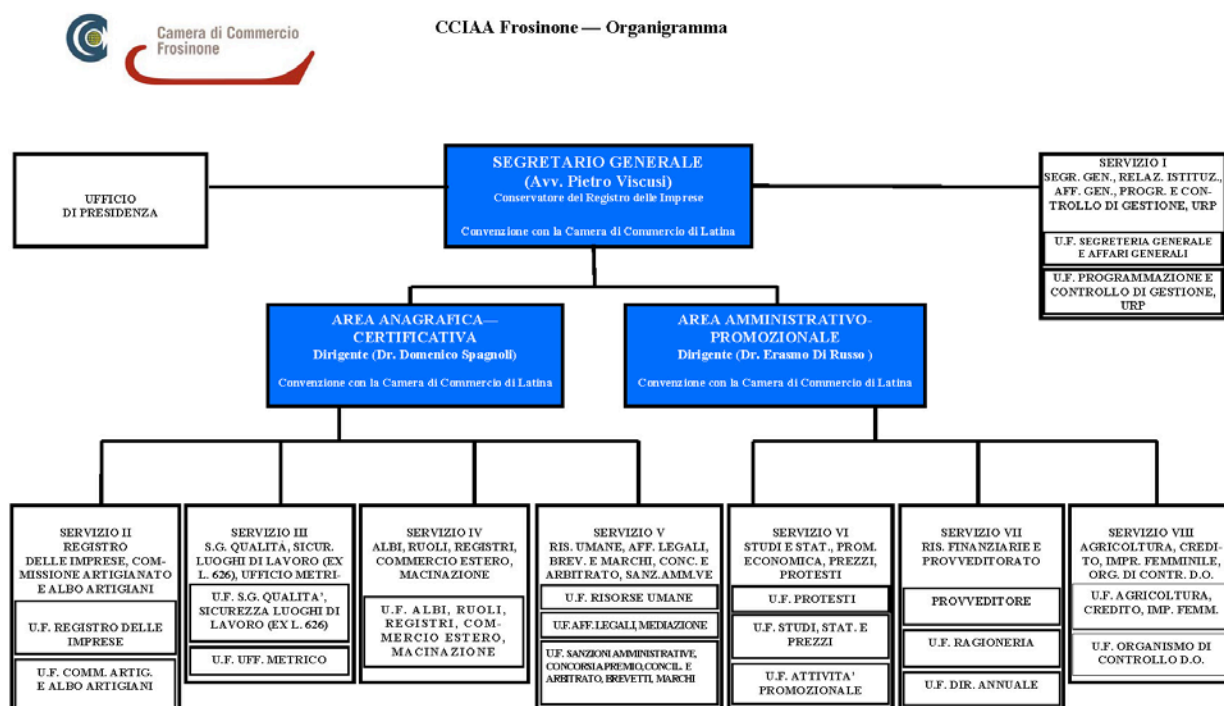 Camera di Commercio
Frosinone
CCIAA Frosinone — Organigramma
UFFICIO
DI PRESIDENZA
SEGRETARIO GENERALE
(Avv. Pietro Viscusi)
Conservatore del Registro delle Imprese
Convenzione con la Camera di Commercio di Latina
SERVIZIO I
SEGR. GEN., RELAZ. ISTITUZ.,
AFF. GEN., PROGR. E CON-
TROLLO DI GESTIONE, URP
U.F. SEGRETERIA GENERALE
E AFFARI GENERALI
U.F. PROGRAMMAZIONE E
CONTROLLO DI GESTIONE,
URP
AREA ANAGRAFICA—
CERTIFICATIVA
Dirigente (Dr. Domenico Spagnoli)
Convenzione con la Camera di Commercio di Latina
AREA AMMINISTRATIVO-
PROMOZIONALE
Dirigente (Dr. Erasmo Di Russo )
Convenzione con la Camera di Commercio di Latina
SERVIZIO II
REGISTRO
DELLE IMPRESE, COM-
MISSIONE ARTIGIANATO
E ALBO ARTIGIANI
U.F. REGISTRO DELLE
IMPRESE
U.F. COMM. ARTIG.
E ALBO ARTIGIANI
SERVIZIO III
S.G. QUALITÀ, SICUR.
LUOGHI DI LAVORO (EX
L. 626), UFFICIO METRI-
U.F. S.G. QUALITA’,
SICUREZZA LUOGHI DI
LAVORO (EX L. 626)
U.F. UFF. METRICO
SERVIZIO IV
ALBI, RUOLI, REGISTRI,
COMMERCIO ESTERO,
MACINAZIONE
U.F. ALBI, RUOLI,
REGISTRI, COM-
MERCIO ESTERO,
MACINAZIONE
SERVIZIO V
RIS. UMANE, AFF. LEGALI,
BREV. E MARCHI, CONC. E
ARBITRATO, SANZ.AMM.VE
U.F. RISORSE UMANE
U.F.AFF. LEGALI, MEDIAZIONE
U.F. SANZIONI AMMINISTRATIVE,
CONCORSI A PREMIO, CONCIL. E
ARBITRATO, BREVETTI, MARCHI
SERVIZIO VI
STUDI E STAT., PROM.
ECONOMICA, PREZZI,
PROTESTI
U.F. PROTESTI
U.F. STUDI, STAT. E
PREZZI
U.F. ATTIVITA’
PROMOZIONALE
SERVIZIO VII
RIS. FINANZIARIE E
PROVVEDITORATO
PROVVEDITORE
U.F. RAGIONERIA
U.F. DIR. ANNUALE
SERVIZIO VIII
AGRICOLTURA, CREDI-
TO, IMPR. FEMMINILE,
ORG. DI CONTR. D.O.
U.F. AGRICOLTURA,
CREDITO, IMP. FEMM.
U.F. ORGANISMO DI
CONTROLLO D.O.